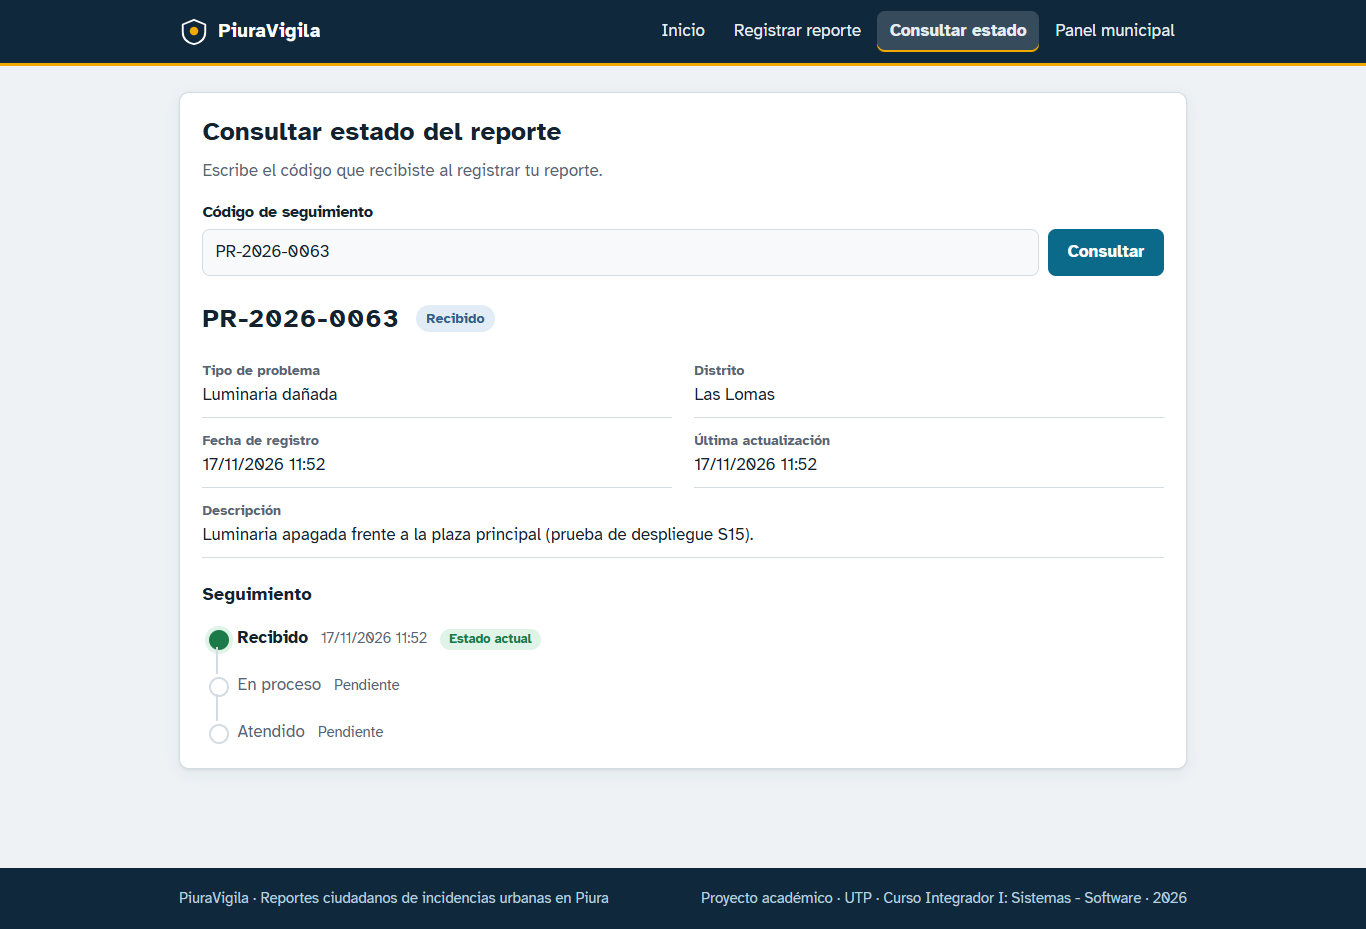 PiuraVigila
Inicio
Registrar reporte
Consultar estado
Panel municipal
Consultar estado del reporte
Escribe el código que recibiste al registrar tu reporte.
Código de seguimiento
PR-2026-0063
Consultar
PR-2026-0063
Recibido
Tipo de problema
Luminaria dañada
Distrito
Las Lomas
Fecha de registro
17/11/2026 11:52
Última actualización
17/11/2026 11:52
Descripción
Luminaria apagada frente a la plaza principal (prueba de despliegue S15).
Seguimiento
Recibido 17/11/2026 11:52 Estado actual
En proceso Pendiente
Atendido Pendiente
PiuraVigila · Reportes ciudadanos de incidencias urbanas en Piura
Proyecto académico · UTP · Curso Integrador I: Sistemas - Software · 2026